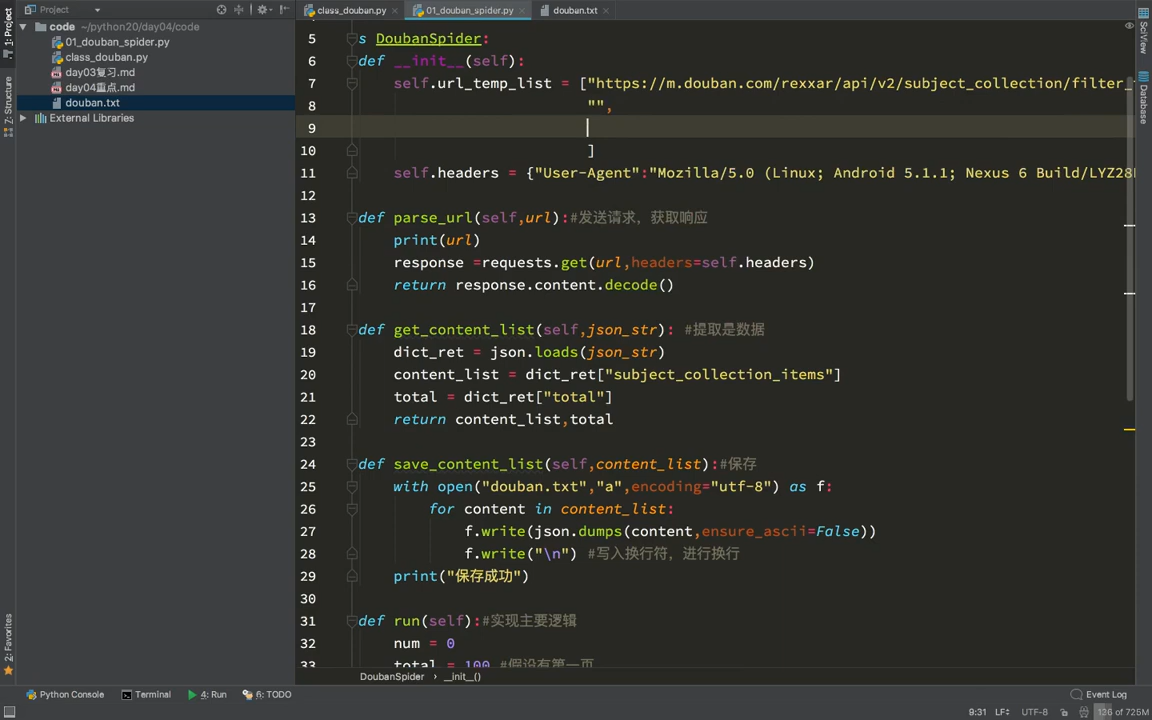 Project
class_douban.py
01_douban_spider.py
douban.txt
1: Project
7: Structure
2: Favorites
SciView
Database
code ~/python20/day04/code
01_douban_spider.py
class_douban.py
day03复习.md
day04重点.md
douban.txt
External Libraries
5 s DoubanSpider:
6 def __init__(self):
7 self.url_temp_list = ["https://m.douban.com/rexxar/api/v2/subject_collection/filter_
8 "",
9
10 ]
11 self.headers = {"User-Agent":"Mozilla/5.0 (Linux; Android 5.1.1; Nexus 6 Build/LYZ28
12
13 def parse_url(self,url):#发送请求，获取响应
14 print(url)
15 response =requests.get(url,headers=self.headers)
16 return response.content.decode()
17
18 def get_content_list(self,json_str): #提取是数据
19 dict_ret = json.loads(json_str)
20 content_list = dict_ret["subject_collection_items"]
21 total = dict_ret["total"]
22 return content_list,total
23
24 def save_content_list(self,content_list):#保存
25 with open("douban.txt","a",encoding="utf-8") as f:
26 for content in content_list:
27 f.write(json.dumps(content,ensure_ascii=False))
28 f.write("\n") #写入换行符，进行换行
29 print("保存成功")
30
31 def run(self):#实现主要逻辑
32 num = 0
33 total = 100 #假设有第一页
DoubanSpider
__init__()
Python Console
Terminal
4: Run
6: TODO
Event Log
9:31
LF
UTF-8
136 of 725M